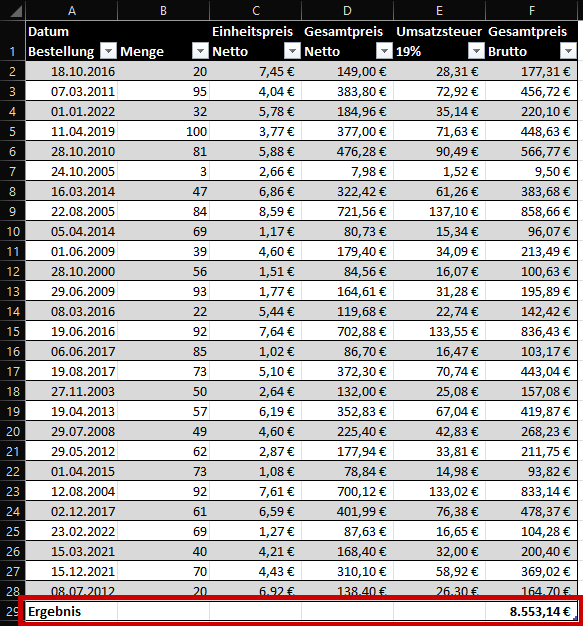 A B C D E F
Datum Einheitspreis Gesamtpreis Umsatzsteuer Gesamtpreis
1 Bestellung Menge Netto Netto 19% Brutto
2 18.10.2016 20 7,45 € 149,00 € 28,31 € 177,31 €
3 07.03.2011 95 4,04 € 383,80 € 72,92 € 456,72 €
4 01.01.2022 32 5,78 € 184,96 € 35,14 € 220,10 €
5 11.04.2019 100 3,77 € 377,00 € 71,63 € 448,63 €
6 28.10.2010 81 5,88 € 476,28 € 90,49 € 566,77 €
7 24.10.2005 3 2,66 € 7,98 € 1,52 € 9,50 €
8 16.03.2014 47 6,86 € 322,42 € 61,26 € 383,68 €
9 22.08.2005 84 8,59 € 721,56 € 137,10 € 858,66 €
10 05.04.2014 69 1,17 € 80,73 € 15,34 € 96,07 €
11 01.06.2009 39 4,60 € 179,40 € 34,09 € 213,49 €
12 28.10.2000 56 1,51 € 84,56 € 16,07 € 100,63 €
13 29.06.2009 93 1,77 € 164,61 € 31,28 € 195,89 €
14 08.03.2016 22 5,44 € 119,68 € 22,74 € 142,42 €
15 19.06.2016 92 7,64 € 702,88 € 133,55 € 836,43 €
16 06.06.2017 85 1,02 € 86,70 € 16,47 € 103,17 €
17 19.08.2017 73 5,10 € 372,30 € 70,74 € 443,04 €
18 27.11.2003 50 2,64 € 132,00 € 25,08 € 157,08 €
19 19.04.2013 57 6,19 € 352,83 € 67,04 € 419,87 €
20 29.07.2008 49 4,60 € 225,40 € 42,83 € 268,23 €
21 29.05.2012 62 2,87 € 177,94 € 33,81 € 211,75 €
22 01.04.2015 73 1,08 € 78,84 € 14,98 € 93,82 €
23 12.08.2004 92 7,61 € 700,12 € 133,02 € 833,14 €
24 02.12.2017 61 6,59 € 401,99 € 76,38 € 478,37 €
25 23.02.2022 69 1,27 € 87,63 € 16,65 € 104,28 €
26 15.03.2021 40 4,21 € 168,40 € 32,00 € 200,40 €
27 15.12.2021 70 4,43 € 310,10 € 58,92 € 369,02 €
28 08.07.2012 20 6,92 € 138,40 € 26,30 € 164,70 €
29 Ergebnis 8.553,14 €